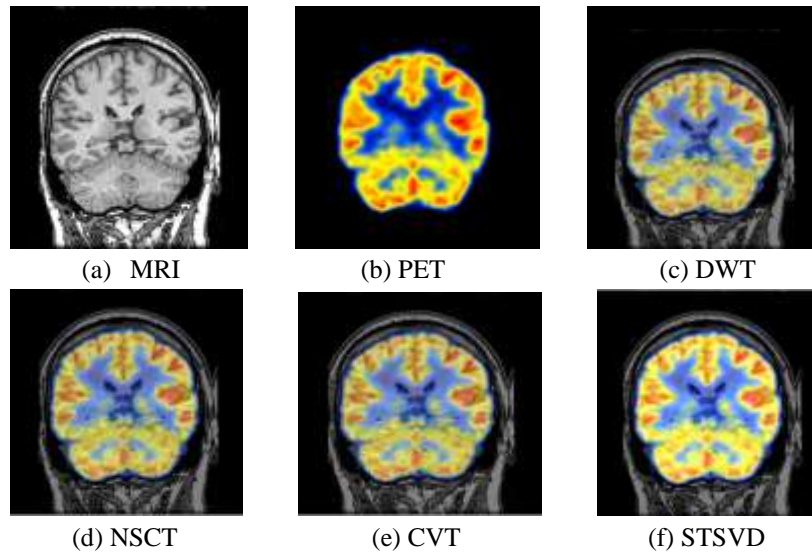 (a) MRI
(b) PET
(c) DWT
(d) NSCT
(e) CVT
(f) STSVD